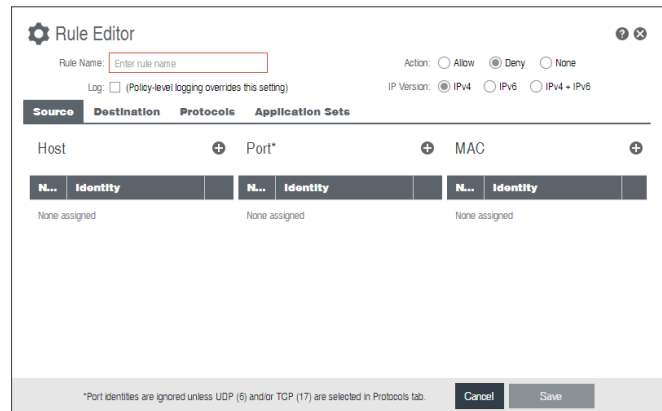 Rule Editor
Rule Name: Enter rule name
Action: Allow Deny None
Log: (Policy-level logging overrides this setting)
IP Version: IPv4 IPv6 IPv4 + IPv6
Source Destination Protocols Application Sets
Host Port* MAC
N... Identity N... Identity N... Identity
None assigned None assigned None assigned
*Port identities are ignored unless UDP (6) and/or TCP (17) are selected in Protocols tab.
Cancel Save